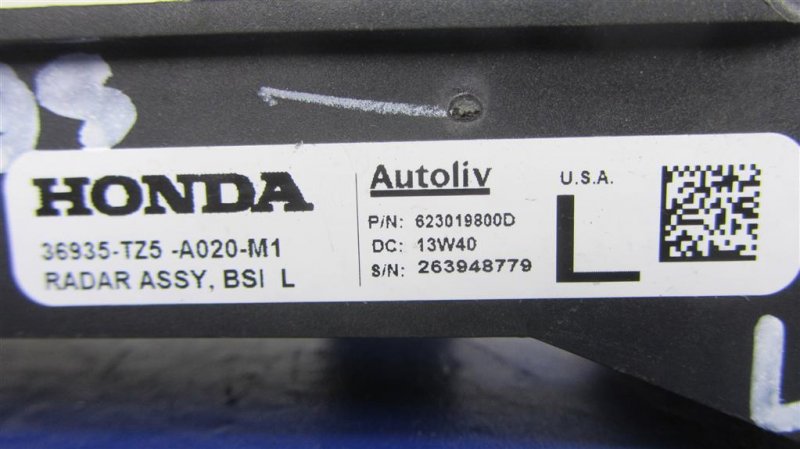 HONDA
36935-TZ5 -A020-M1
RADAR ASSY, BSI L
Autoliv
P/N: 623019800D
DC: 13W40
S/N: 263948779
U.S.A.
L
L